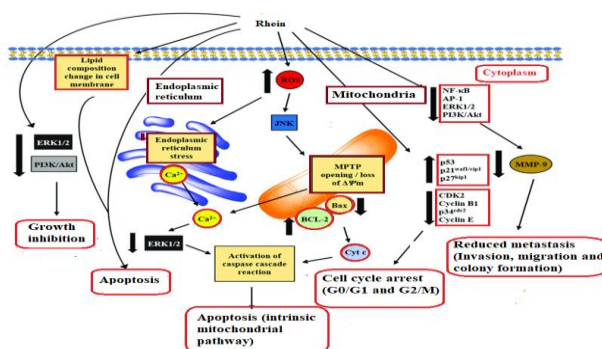 Rhein
Lipid
composition
change in cell
membrane
Endoplasmic
reticulum
ROS
Mitochondria
Cytoplasm
NF-κB
AP-1
ERK1/2
PI3K/Akt
JNK
ERK1/2
PI3K/Akt
Endoplasmic
reticulum
stress
Ca²⁺
MPTP
opening / loss
of ΔΨm
MMP-9
p53
p21ʷᵃᶠ¹/ᶜⁱᵖ¹
p27ᵏⁱᵖ¹
Bax
BCL-2
Ca²⁺
CDK2
Cyclin B1
p34ᶜᵈᶜ²
Cyclin E
Growth
inhibition
ERK1/2
Cyt c
Activation of
caspase cascade
reaction
Reduced metastasis
(Invasion, migration and
colony formation)
Apoptosis
Cell cycle arrest
(G0/G1 and G2/M)
Apoptosis (intrinsic
mitochondrial
pathway)